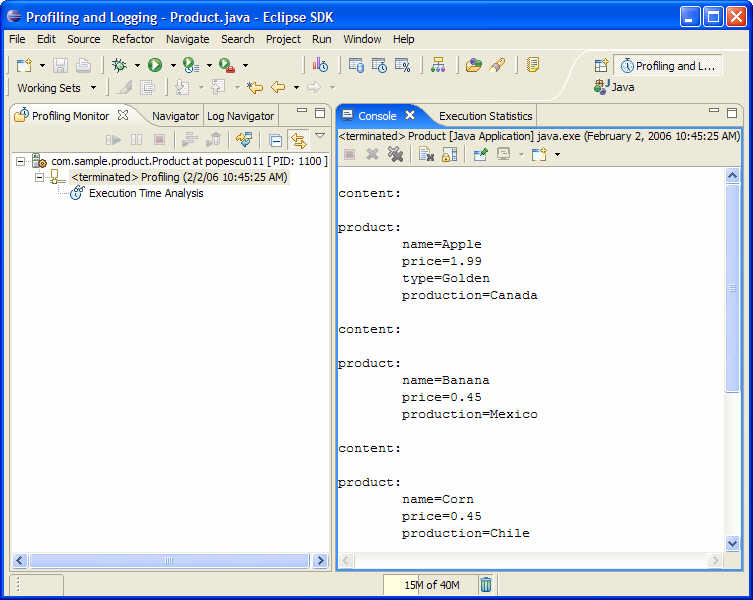 Profiling and Logging - Product.java - Eclipse SDK
File Edit Source Refactor Navigate Search Project Run Window Help
Profiling and L...
Working Sets
Java
Profiling Monitor
Navigator
Log Navigator
Console
Execution Statistics
com.sample.product.Product at popescu011 [ PID: 1100 ]
<terminated> Profiling (2/2/06 10:45:25 AM)
Execution Time Analysis
<terminated> Product [Java Application] java.exe (February 2, 2006 10:45:25 AM)
content:
product:
name=Apple
price=1.99
type=Golden
production=Canada
content:
product:
name=Banana
price=0.45
production=Mexico
content:
product:
name=Corn
price=0.45
production=Chile
15M of 40M